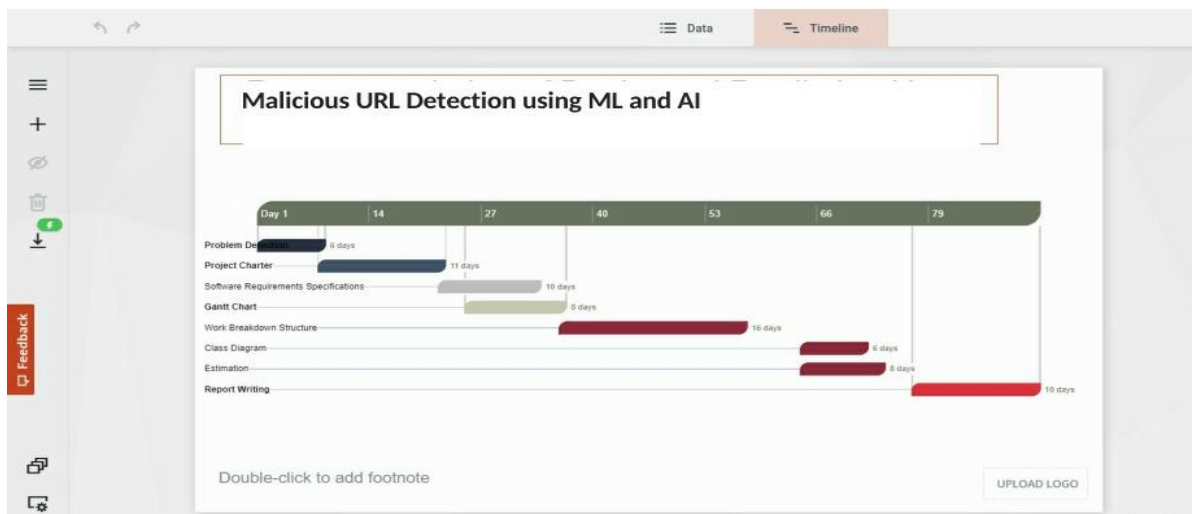 Data
Timeline
Malicious URL Detection using ML and AI
Day 1 14 27 40 53 66 79
Problem Definition 6 days
Project Charter 11 days
Software Requirements Specifications 10 days
Gantt Chart 8 days
Work Breakdown Structure 16 days
Class Diagram 6 days
Estimation 8 days
Report Writing 10 days
Feedback
Double-click to add footnote
UPLOAD LOGO